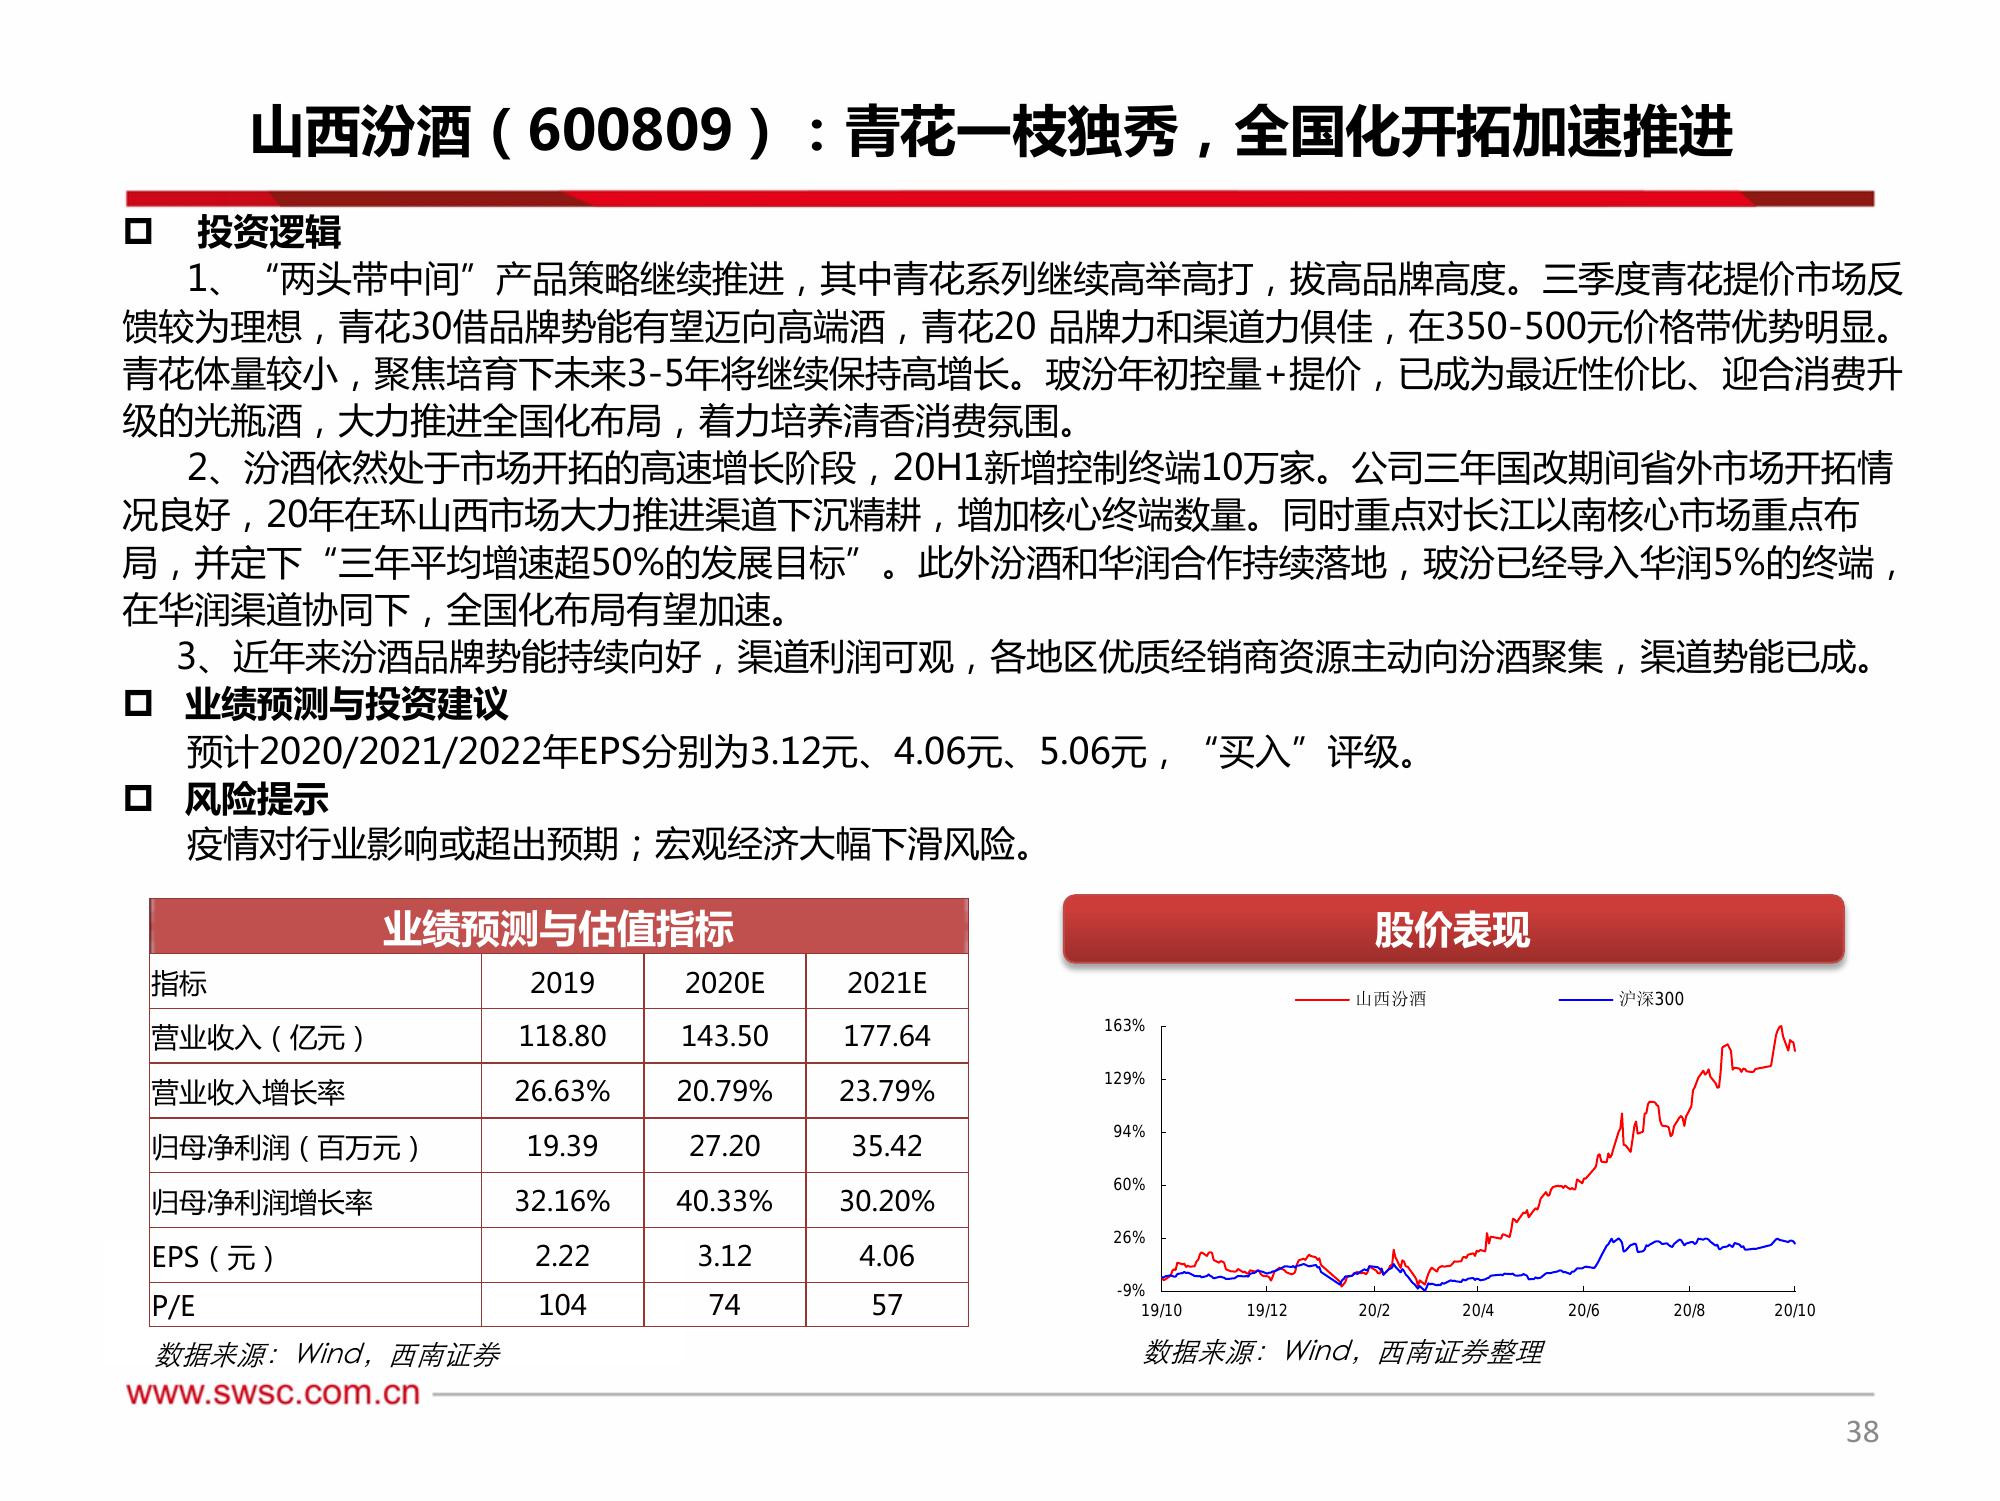 山西汾酒（600809）：青花一枝独秀，全国化开拓加速推进
投资逻辑
1、 “两头带中间”产品策略继续推进，其中青花系列继续高举高打，拔高品牌高度。三季度青花提价市场反
馈较为理想，青花30借品牌势能有望迈向高端酒，青花20 品牌力和渠道力俱佳，在350-500元价格带优势明显。
青花体量较小，聚焦培育下未来3-5年将继续保持高增长。玻汾年初控量+提价，已成为最近性价比、迎合消费升
级的光瓶酒，大力推进全国化布局，着力培养清香消费氛围。
2、汾酒依然处于市场开拓的高速增长阶段，20H1新增控制终端10万家。公司三年国改期间省外市场开拓情
况良好，20年在环山西市场大力推进渠道下沉精耕，增加核心终端数量。同时重点对长江以南核心市场重点布
局，并定下“三年平均增速超50%的发展目标”。此外汾酒和华润合作持续落地，玻汾已经导入华润5%的终端，
在华润渠道协同下，全国化布局有望加速。
3、近年来汾酒品牌势能持续向好，渠道利润可观，各地区优质经销商资源主动向汾酒聚集，渠道势能已成。
业绩预测与投资建议
预计2020/2021/2022年EPS分别为3.12元、4.06元、5.06元，“买入”评级。
风险提示
疫情对行业影响或超出预期；宏观经济大幅下滑风险。
业绩预测与估值指标
指标 2019 2020E 2021E
营业收入（亿元） 118.80 143.50 177.64
营业收入增长率 26.63% 20.79% 23.79%
归母净利润（百万元） 19.39 27.20 35.42
归母净利润增长率 32.16% 40.33% 30.20%
EPS（元） 2.22 3.12 4.06
P/E 104 74 57
数据来源：Wind，西南证券
股价表现
山西汾酒 沪深300
163%
129%
94%
60%
26%
-9%
19/10 19/12 20/2 20/4 20/6 20/8 20/10
数据来源：Wind，西南证券整理
www.swsc.com.cn
38